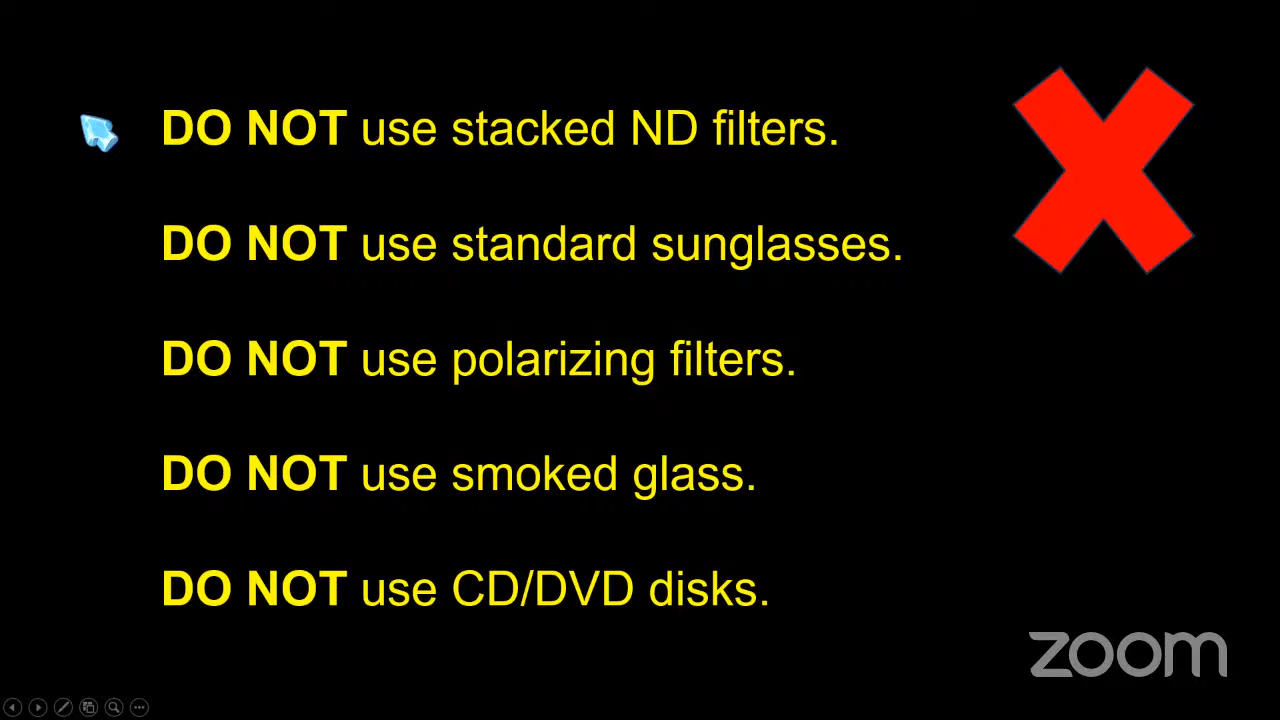 DO NOT use stacked ND filters.
DO NOT use standard sunglasses.
DO NOT use polarizing filters.
DO NOT use smoked glass.
DO NOT use CD/DVD disks.
zoom